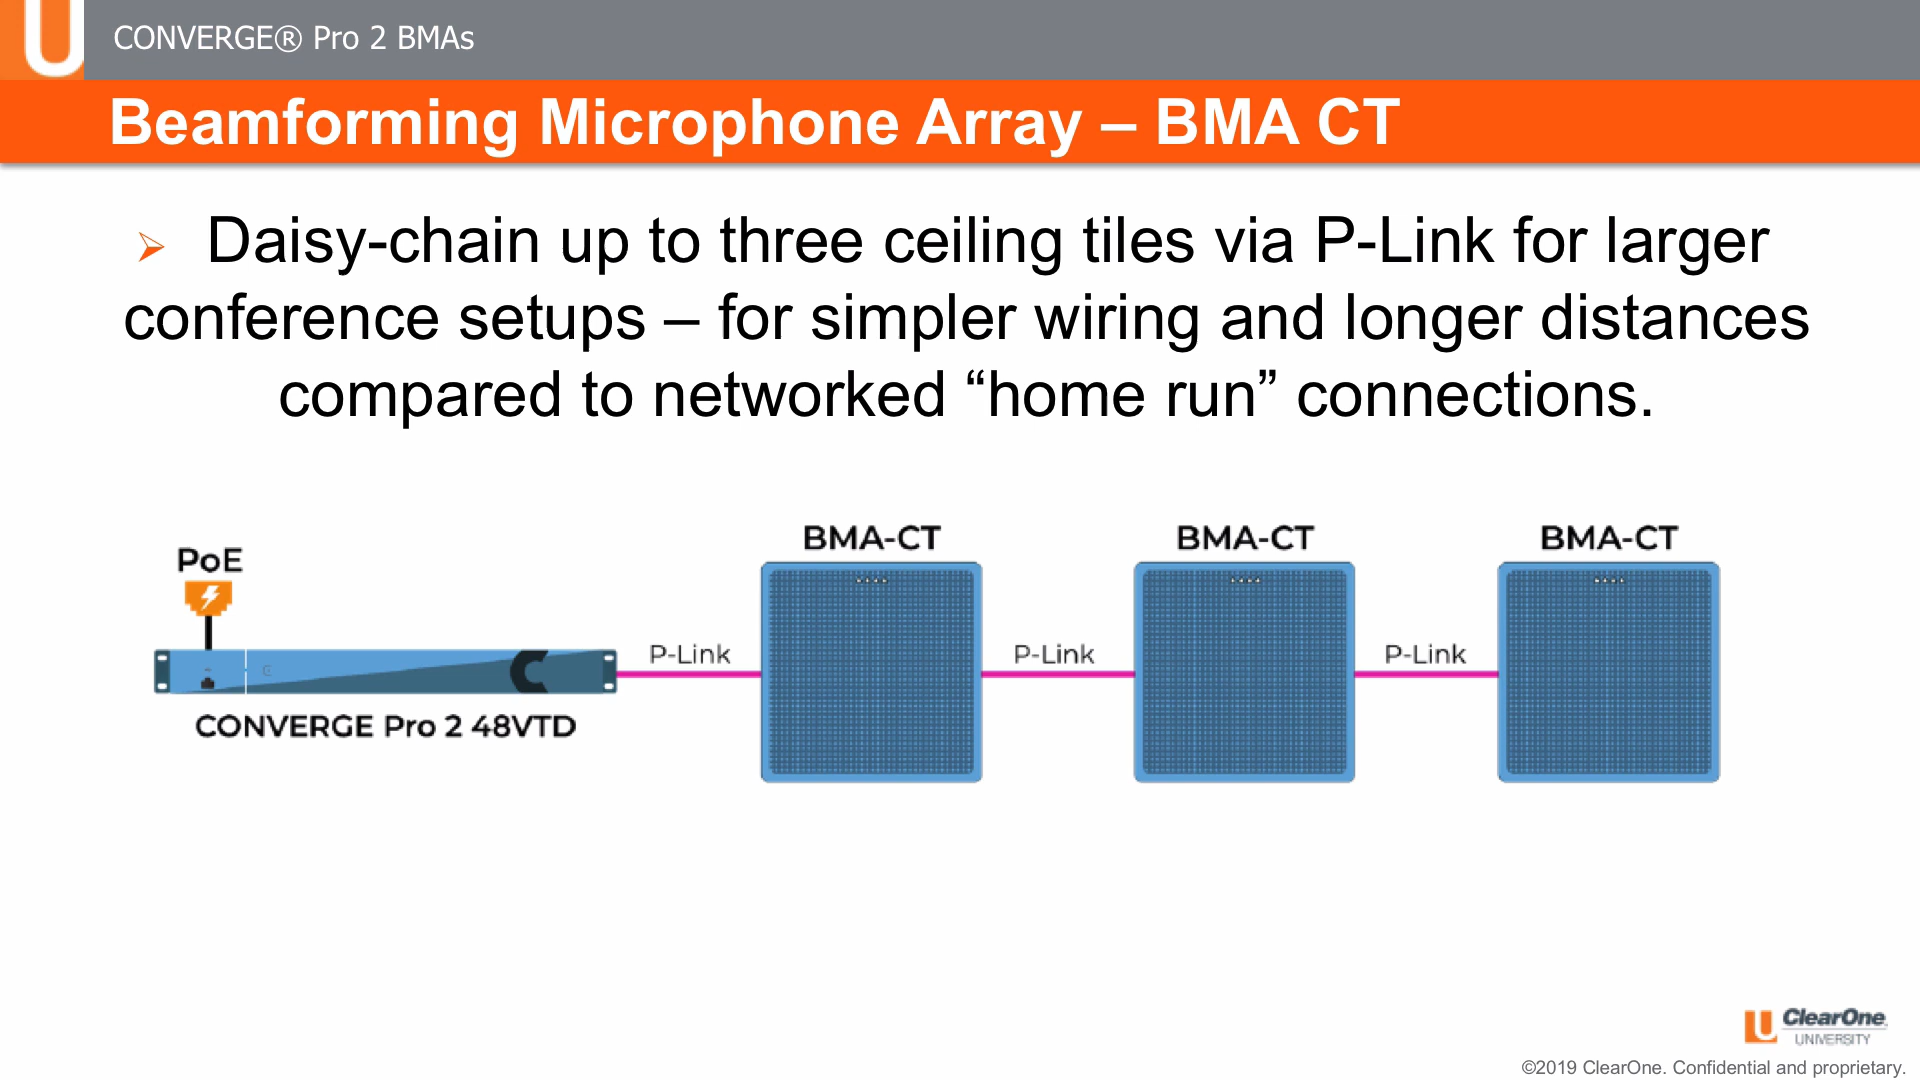 CONVERGE® Pro 2 BMAs
Beamforming Microphone Array – BMA CT
Daisy-chain up to three ceiling tiles via P-Link for larger
conference setups – for simpler wiring and longer distances
compared to networked “home run” connections.
PoE
CONVERGE Pro 2 48VTD
P-Link
BMA-CT
P-Link
BMA-CT
P-Link
BMA-CT
ClearOne
UNIVERSITY
©2019 ClearOne. Confidential and proprietary.